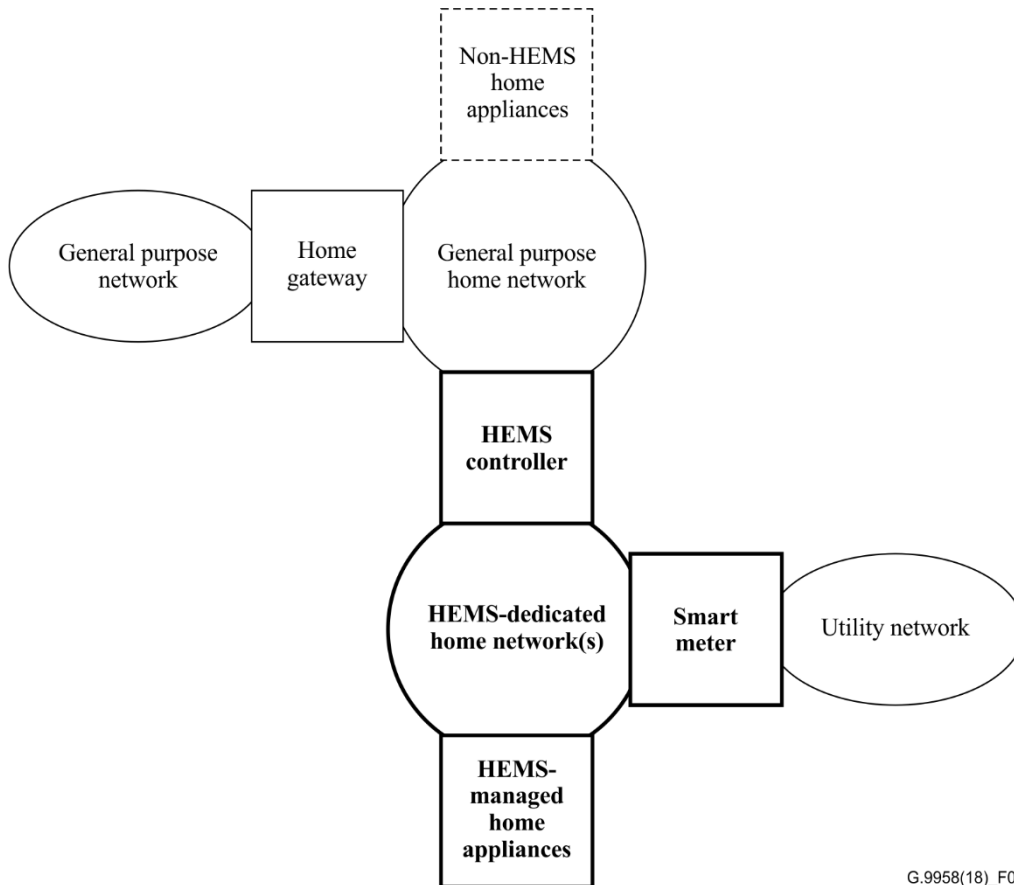 Non-HEMS
home
appliances
General purpose
network
Home
gateway
General purpose
home network
HEMS
controller
HEMS-dedicated
home network(s)
Smart
meter
Utility network
HEMS-
managed
home
appliances
G.9958(18)_F0